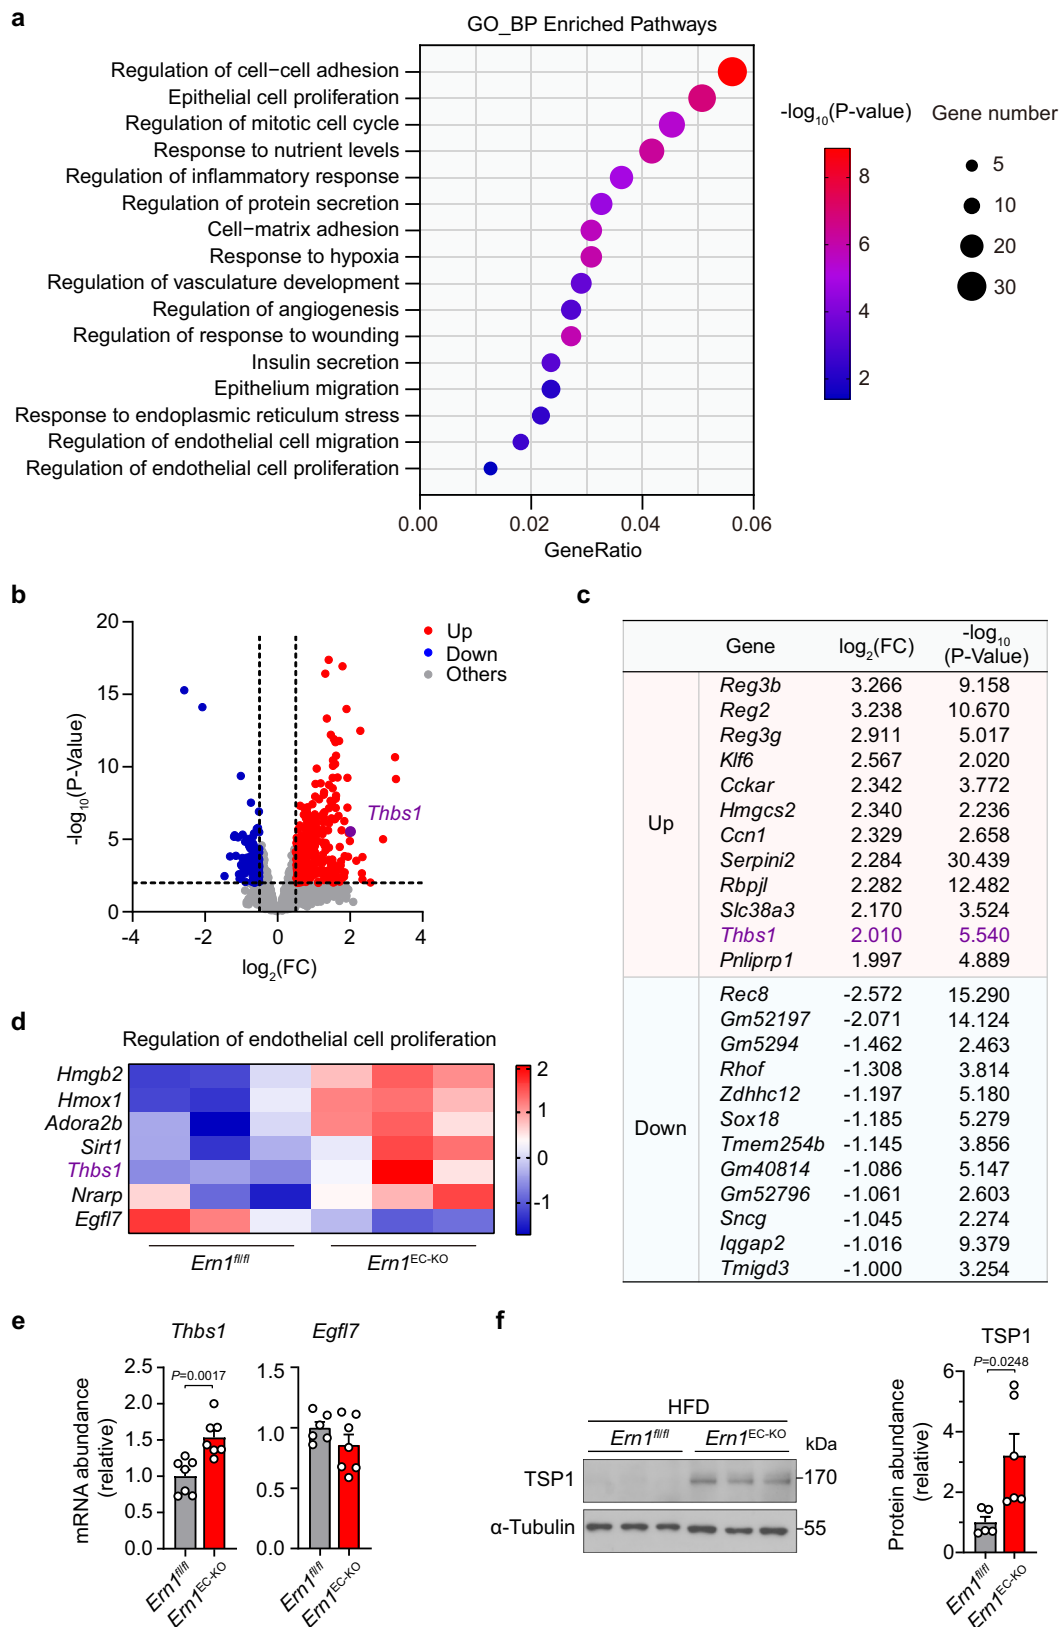 a
GO_BP Enriched Pathways
Regulation of cell−cell adhesion
Epithelial cell proliferation
Regulation of mitotic cell cycle
Response to nutrient levels
Regulation of inflammatory response
Regulation of protein secretion
Cell−matrix adhesion
Response to hypoxia
Regulation of vasculature development
Regulation of angiogenesis
Regulation of response to wounding
Insulin secretion
Epithelium migration
Response to endoplasmic reticulum stress
Regulation of endothelial cell migration
Regulation of endothelial cell proliferation
0.00 0.02 0.04 0.06
GeneRatio
-log10(P-value)
8
6
4
2
Gene number
5
10
20
30
b
20
15
10
5
0
-log10(P-Value)
-4 -2 0 2 4
log2(FC)
Thbs1
Up
Down
Others
c
Gene log2(FC) -log10
(P-Value)
Up
Reg3b 3.266 9.158
Reg2 3.238 10.670
Reg3g 2.911 5.017
Klf6 2.567 2.020
Cckar 2.342 3.772
Hmgcs2 2.340 2.236
Ccn1 2.329 2.658
Serpini2 2.284 30.439
Rbpjl 2.282 12.482
Slc38a3 2.170 3.524
Thbs1 2.010 5.540
Pnliprp1 1.997 4.889
Down
Rec8 -2.572 15.290
Gm52197 -2.071 14.124
Gm5294 -1.462 2.463
Rhof -1.308 3.814
Zdhhc12 -1.197 5.180
Sox18 -1.185 5.279
Tmem254b -1.145 3.856
Gm40814 -1.086 5.147
Gm52796 -1.061 2.603
Sncg -1.045 2.274
Iqgap2 -1.016 9.379
Tmigd3 -1.000 3.254
d
Regulation of endothelial cell proliferation
Hmgb2
Hmox1
Adora2b
Sirt1
Thbs1
Nrarp
Egfl7
Ern1fl/fl Ern1EC-KO
2
1
0
-1
e
Thbs1
P=0.0017
2.5
2.0
1.5
1.0
0.5
0.0
mRNA abundance
(relative)
Ern1fl/fl
Ern1EC-KO
Egfl7
1.5
1.0
0.5
0.0
Ern1fl/fl
Ern1EC-KO
f
HFD
Ern1fl/fl Ern1EC-KO kDa
TSP1 170
α-Tubulin 55
TSP1
P=0.0248
6
4
2
0
Protein abundance
(relative)
Ern1fl/fl
Ern1EC-KO